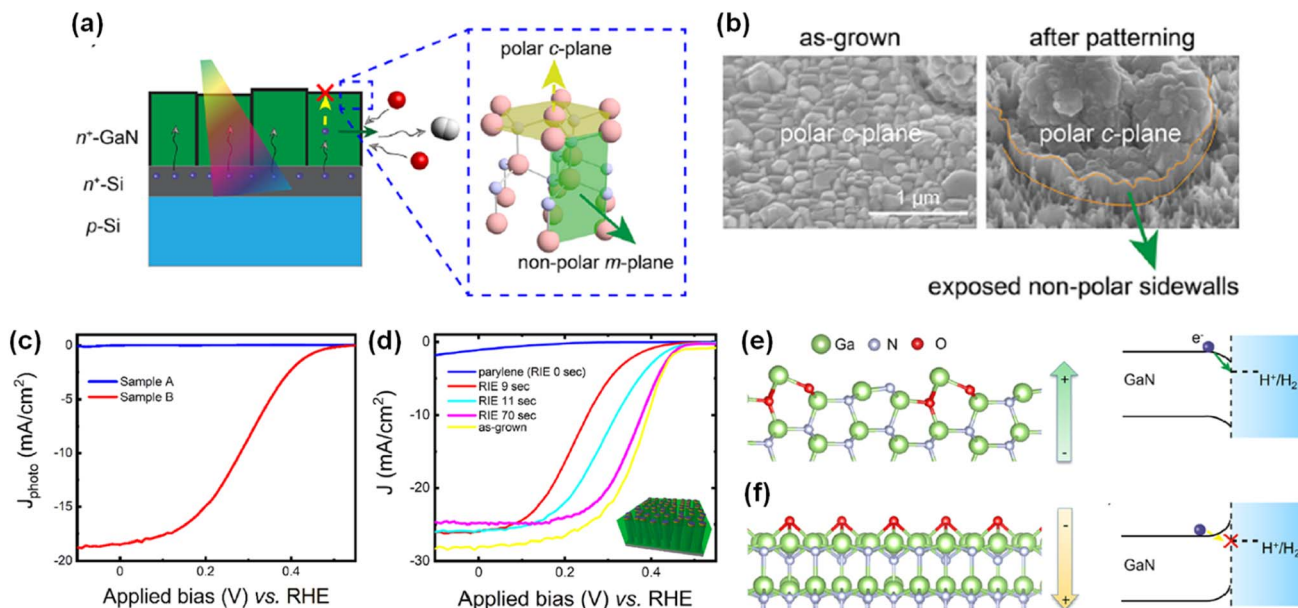 (a)
polar c-plane
n⁺-GaN
n⁺-Si
p-Si
non-polar m-plane
(b)
as-grown
after patterning
polar c-plane
polar c-plane
1 µm
exposed non-polar sidewalls
(c)
0
-5
-10
-15
-20
J_photo (mA/cm²)
Sample A
Sample B
0 0.2 0.4
Applied bias (V) vs. RHE
(d)
0
-10
-20
-30
J (mA/cm²)
parylene (RIE 0 sec)
RIE 9 sec
RIE 11 sec
RIE 70 sec
as-grown
0 0.2 0.4
Applied bias (V) vs. RHE
(e)
Ga N O
+
-
e⁻
GaN
H⁺/H₂
(f)
-
+
GaN
H⁺/H₂